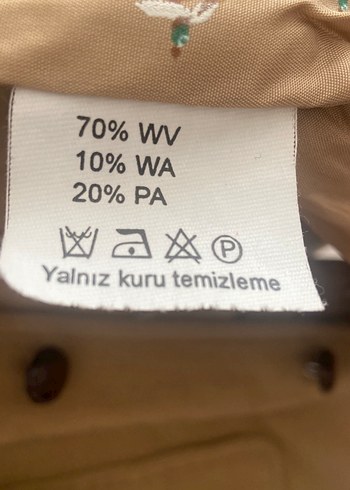 70% WV
10% WA
20% PA
P
Yalnız kuru temizleme